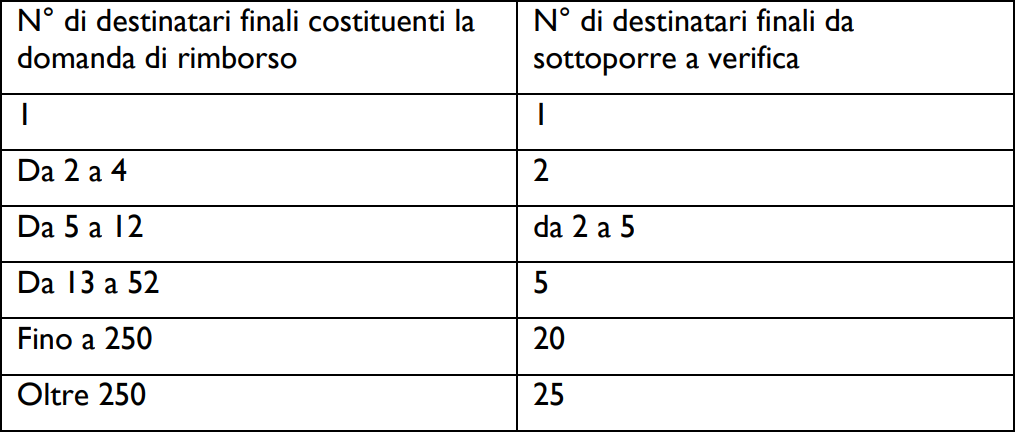 N° di destinatari finali costituenti la
domanda di rimborso
N° di destinatari finali da
sottoporre a verifica
1
1
Da 2 a 4
2
Da 5 a 12
da 2 a 5
Da 13 a 52
5
Fino a 250
20
Oltre 250
25